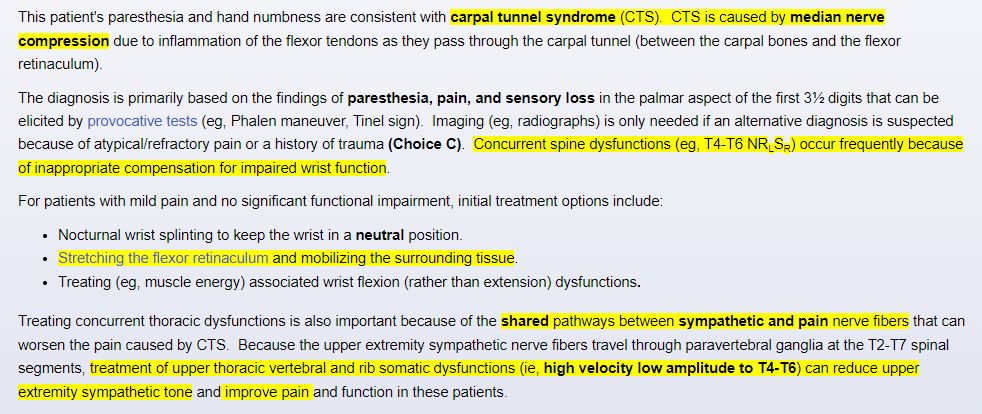 This patient's paresthesia and hand numbness are consistent with carpal tunnel syndrome (CTS).  CTS is caused by median nerve
compression due to inflammation of the flexor tendons as they pass through the carpal tunnel (between the carpal bones and the flexor
retinaculum).
The diagnosis is primarily based on the findings of paresthesia, pain, and sensory loss in the palmar aspect of the first 3½ digits that can be
elicited by provocative tests (eg, Phalen maneuver, Tinel sign).  Imaging (eg, radiographs) is only needed if an alternative diagnosis is suspected
because of atypical/refractory pain or a history of trauma (Choice C).  Concurrent spine dysfunctions (eg, T4-T6 NRLSR) occur frequently because
of inappropriate compensation for impaired wrist function.
For patients with mild pain and no significant functional impairment, initial treatment options include:
• Nocturnal wrist splinting to keep the wrist in a neutral position.
• Stretching the flexor retinaculum and mobilizing the surrounding tissue.
• Treating (eg, muscle energy) associated wrist flexion (rather than extension) dysfunctions.
Treating concurrent thoracic dysfunctions is also important because of the shared pathways between sympathetic and pain nerve fibers that can
worsen the pain caused by CTS.  Because the upper extremity sympathetic nerve fibers travel through paravertebral ganglia at the T2-T7 spinal
segments, treatment of upper thoracic vertebral and rib somatic dysfunctions (ie, high velocity low amplitude to T4-T6) can reduce upper
extremity sympathetic tone and improve pain and function in these patients.